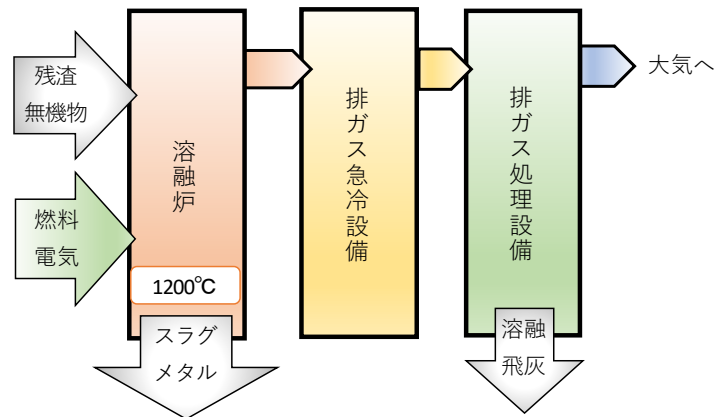 残渣
無機物
燃料
電気
溶融炉
1200℃
スラグ
メタル
排ガス急冷設備
排ガス処理設備
溶融
飛灰
大気へ